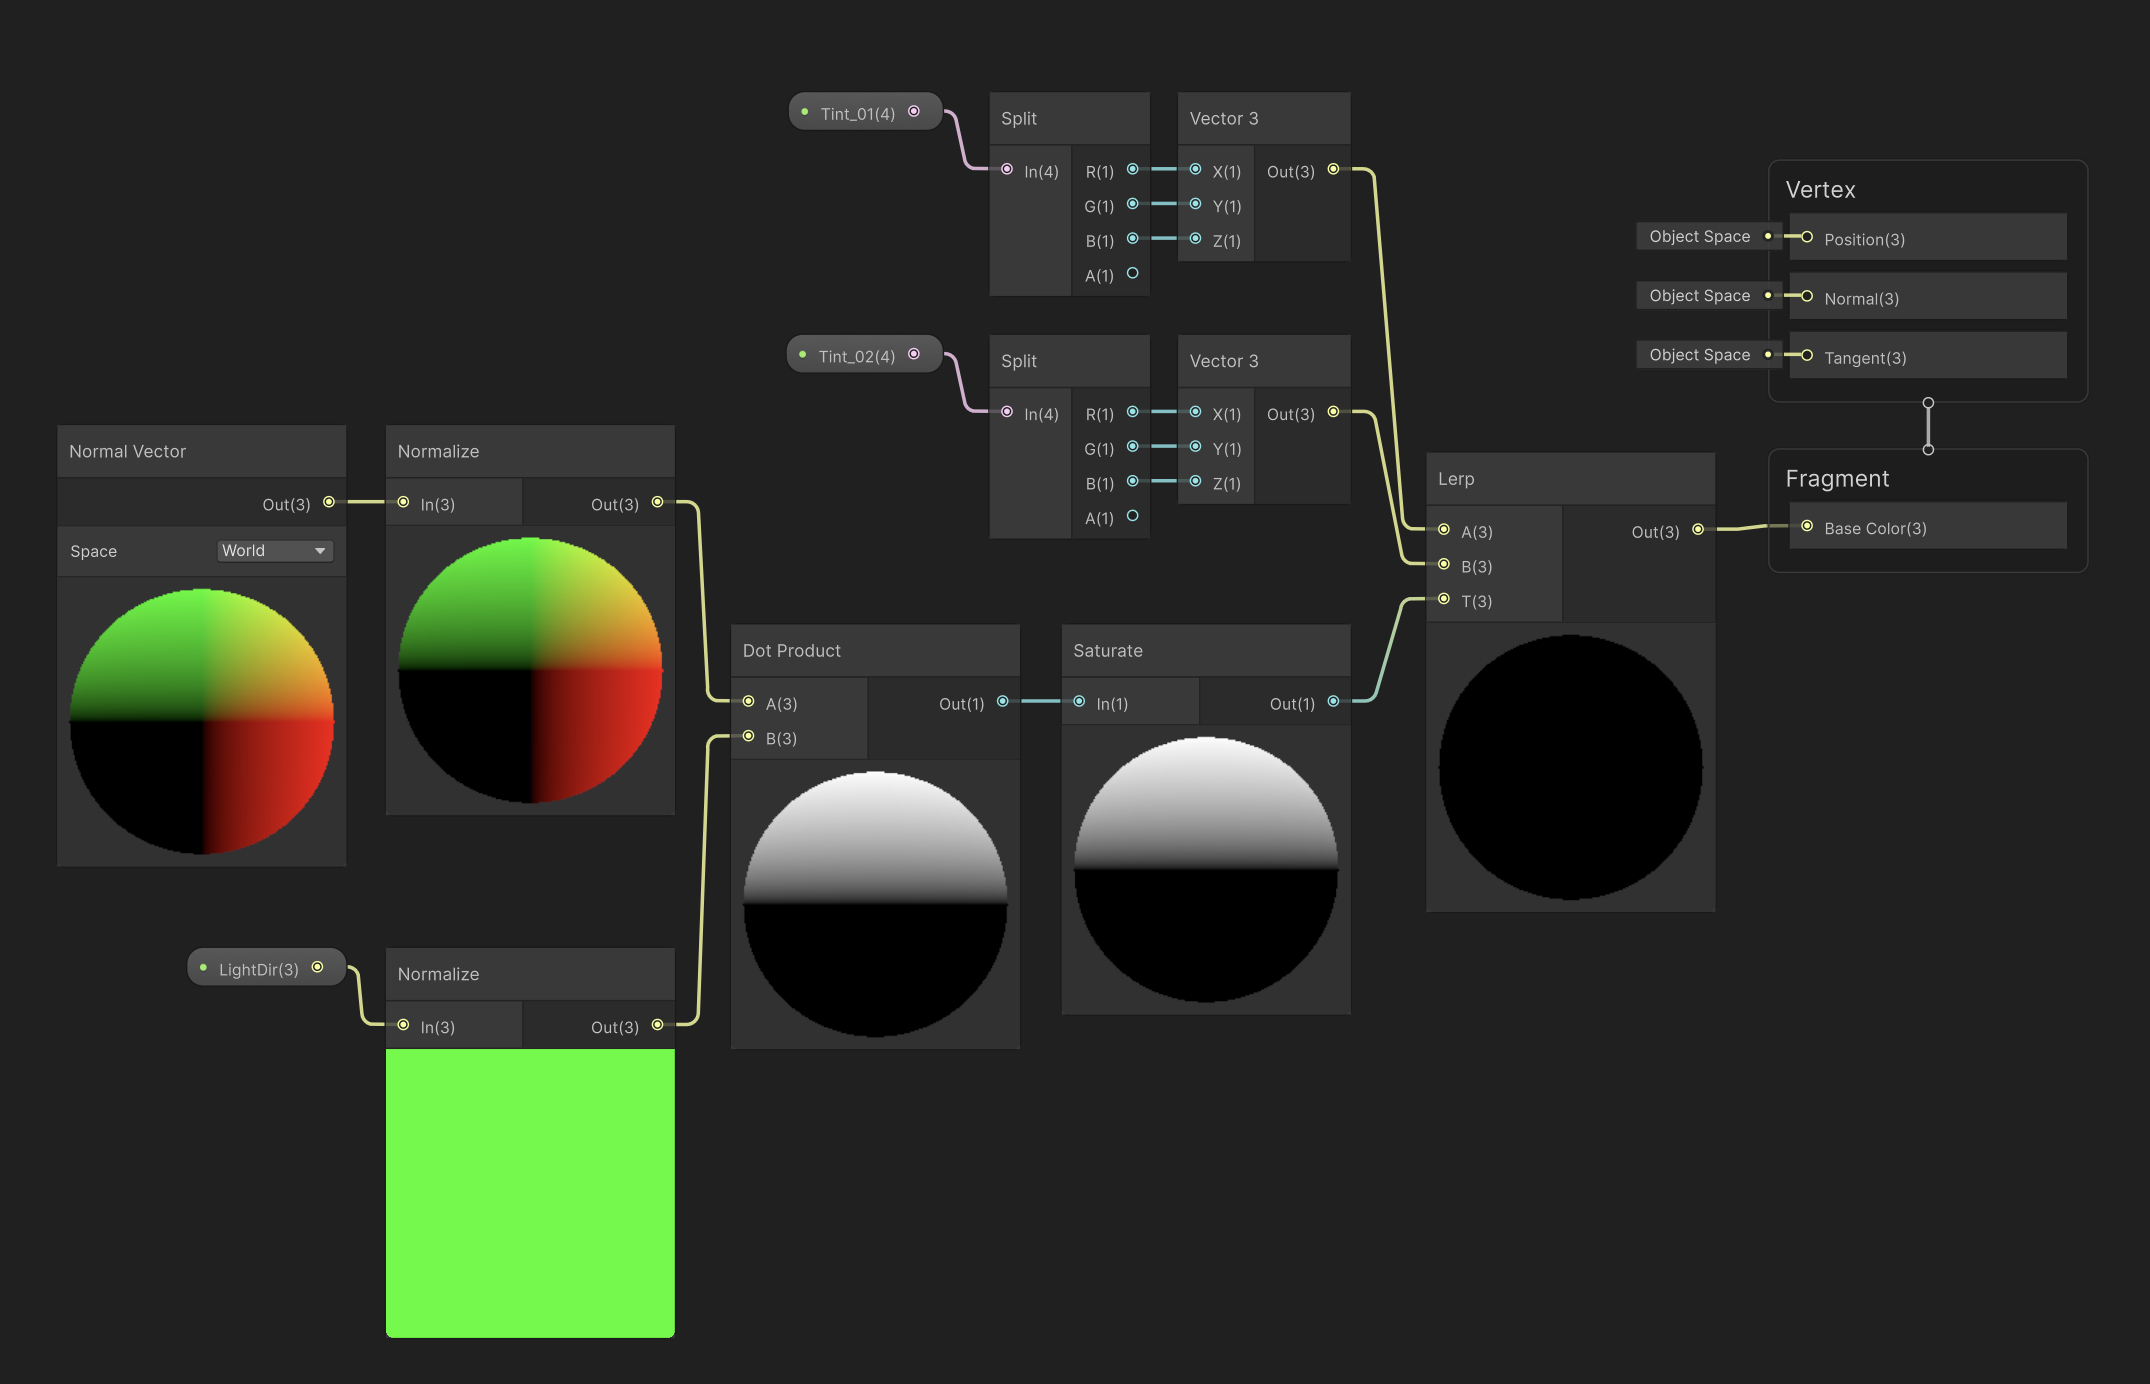 Tint_01(4)
Split
In(4)
R(1)
G(1)
B(1)
A(1)
Vector 3
X(1)
Y(1)
Z(1)
Out(3)
Tint_02(4)
Split
In(4)
R(1)
G(1)
B(1)
A(1)
Vector 3
X(1)
Y(1)
Z(1)
Out(3)
Normal Vector
Out(3)
Space
World
Normalize
In(3)
Out(3)
LightDir(3)
Normalize
In(3)
Out(3)
Dot Product
A(3)
B(3)
Out(1)
Saturate
In(1)
Out(1)
Lerp
A(3)
B(3)
T(3)
Out(3)
Vertex
Object Space
Position(3)
Object Space
Normal(3)
Object Space
Tangent(3)
Fragment
Base Color(3)